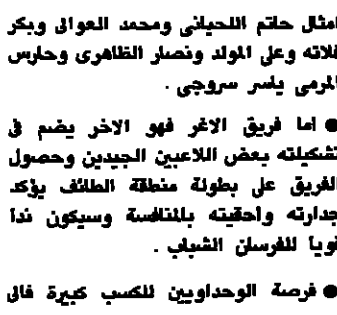 امثال حاتم اللحيانى ومحمد العوالى وبكر
فلاته وعلى المولد ونصار الظاهرى وحارس
المرمى ياسر سروجى .
● اما فريق الاغر فهو الاخر يضم في
تشكيلته بعض اللاعبين الجيدين وحصول
الفريق على بطولة منطقة الطائف يؤكد
جدارته واحقيته بالمنافسة وسيكون ندا
قويا للفرسان الشباب .
● فرصة الوحداويين للكسب كبيرة فالى